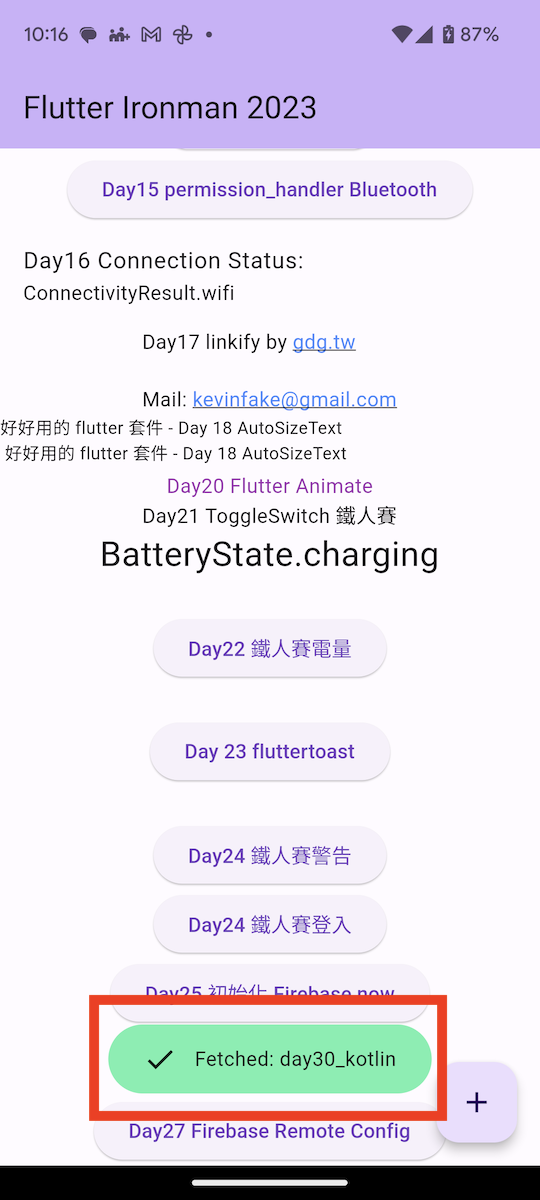 10:16
87%
Flutter Ironman 2023
Day15 permission_handler Bluetooth
Day16 Connection Status:
ConnectivityResult.wifi
Day17 linkify by gdg.tw
Mail: kevinfake@gmail.com
好好用的 flutter 套件 - Day 18 AutoSizeText
好好用的 flutter 套件 - Day 18 AutoSizeText
Day20 Flutter Animate
Day21 ToggleSwitch 鐵人賽
BatteryState.charging
Day22 鐵人賽電量
Day 23 fluttertoast
Day24 鐵人賽警告
Day24 鐵人賽登入
Day25 初始化 Firebase now
Fetched: day30_kotlin
+
Day27 Firebase Remote Config